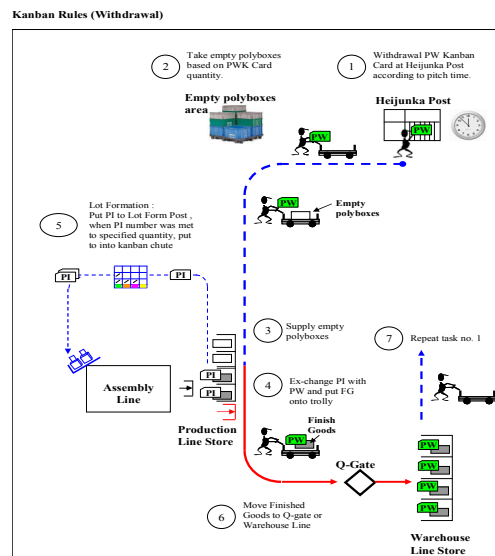 Kanban Rules (Withdrawal)
2
Take empty polyboxes
based on PWK Card
quantity.
1
Withdrawal PW Kanban
Card at Heijunka Post
according to pitch time.
Empty polyboxes
area
Heijunka Post
PW
PW
PW
Empty
polyboxes
5
Lot Formation :
Put PI to Lot Form Post ,
when PI number was met
to specified quantity, put
to into kanban chute
PI
PI
3
Supply empty
polyboxes
7
Repeat task no. 1
4
Ex-change PI with
PW and put FG
onto trolly
PI
PI
Assembly
Line
Production
Line Store
Finish
Goods
PW
Q-Gate
PW
PW
PW
PW
6
Move Finished
Goods to Q-gate or
Warehouse Line
Warehouse
Line Store